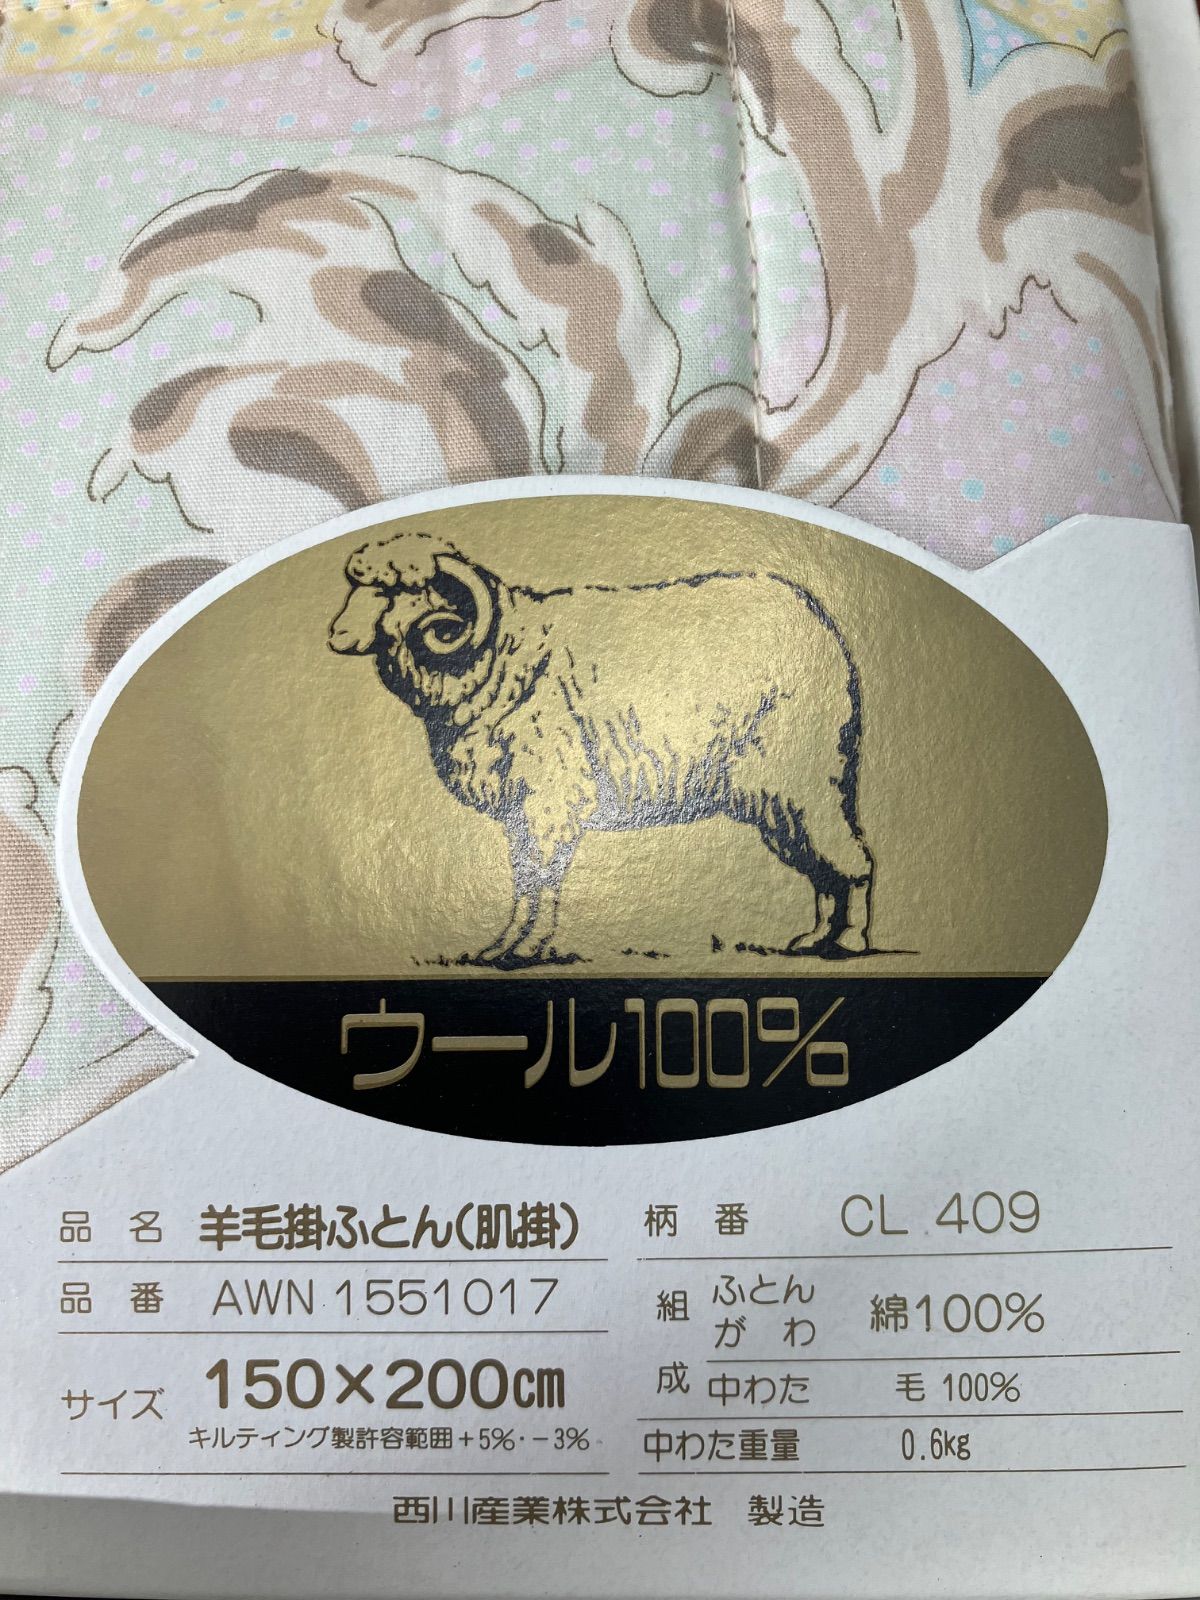 ウール100%
品名 羊毛掛ふとん(肌掛)
品番 AWN 1551017
サイズ 150×200cm
キルティング製許容範囲+5%・-3%
柄番 CL 409
組成 ふとんがわ 綿100%
中わた 毛 100%
中わた重量 0.6kg
西川産業株式会社 製造